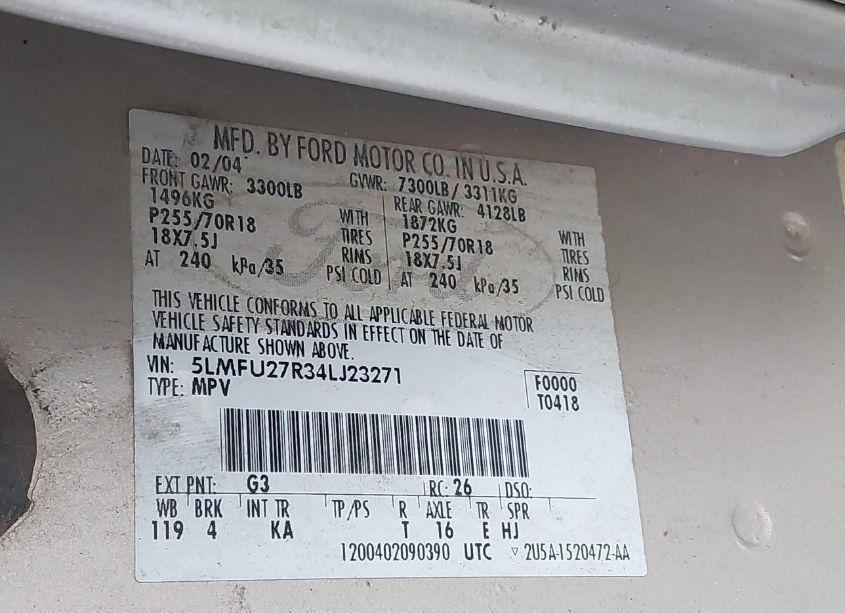 MFD. BY FORD MOTOR CO. IN U.S.A.
DATE: 02/04 GVWR: 7300LB/ 3311KG
FRONT GAWR: 3300LB REAR GAWR: 4128LB
1496KG WITH 1872KG WITH
P255/70R18 TIRES P255/70R18 TIRES
18X7.5J RIMS 18X7.5J RIMS
AT 240 kPa/35 PSI COLD AT 240 kPa/35 PSI COLD
THIS VEHICLE CONFORMS TO ALL APPLICABLE FEDERAL MOTOR
VEHICLE SAFETY STANDARDS IN EFFECT ON THE DATE OF
MANUFACTURE SHOWN ABOVE.
VIN: 5LMFU27R34LJ23271 F0000
TYPE: MPV T0418
EXT PNT: G3 RC: 26 DSO:
WB BRK INT TR TP/PS R AXLE TR SPR
119 4 KA T 16 E HJ
1200402090390 UTC ▽ 2U5A-1520472-AA
Ford